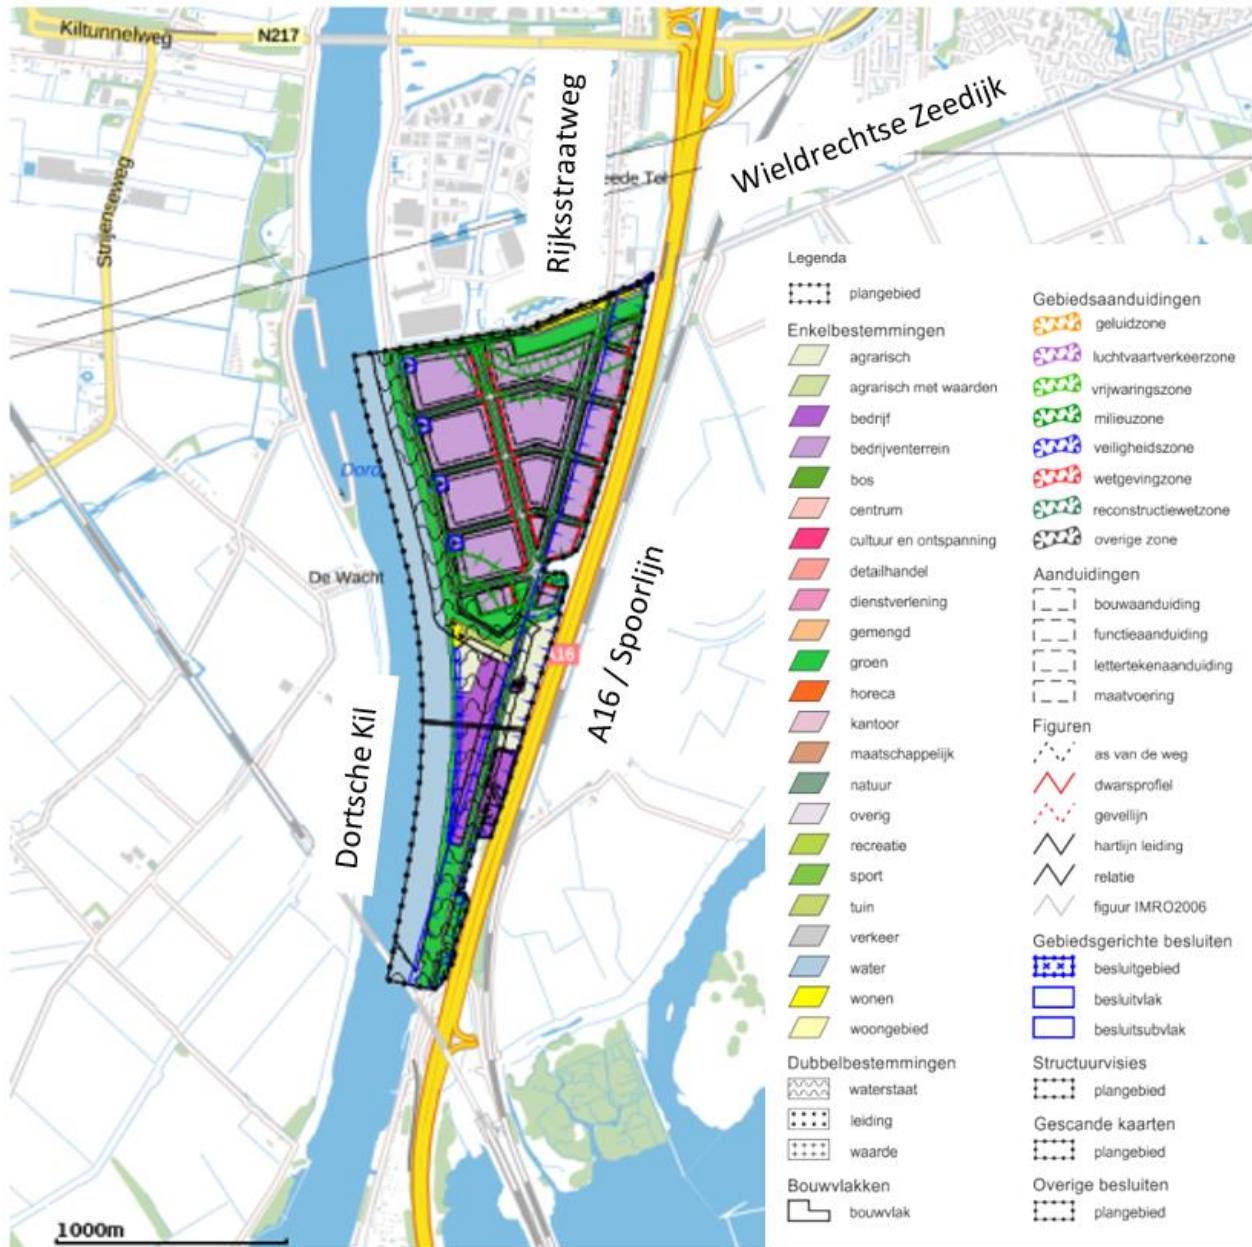 Kiltunnelweg
N217
Strijenseweg
Rijksstraatweg
eede Tol
Wieldrechtse Zeedijk
Dord
De Wacht
A16
A16 / Spoorlijn
Dortsche Kil
1000m
Legenda
plangebied
Enkelbestemmingen
agrarisch
agrarisch met waarden
bedrijf
bedrijventerrein
bos
centrum
cultuur en ontspanning
detailhandel
dienstverlening
gemengd
groen
horeca
kantoor
maatschappelijk
natuur
overig
recreatie
sport
tuin
verkeer
water
wonen
woongebied
Dubbelbestemmingen
waterstaat
leiding
waarde
Bouwvlakken
bouwvlak
Gebiedsaanduidingen
geluidzone
luchtvaartverkeerzone
vrijwaringszone
milieuzone
veiligheidszone
wetgevingzone
reconstructiewetzone
overige zone
Aanduidingen
bouwaanduiding
functieaanduiding
lettertekenaanduiding
maatvoering
Figuren
as van de weg
dwarsprofiel
gevellijn
hartlijn leiding
relatie
figuur IMRO2006
Gebiedsgerichte besluiten
besluitgebied
besluitvlak
besluitsubvlak
Structuurvisies
plangebied
Gescande kaarten
plangebied
Overige besluiten
plangebied